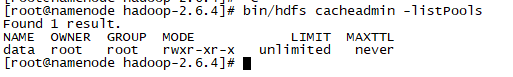 [root@namenode hadoop-2.6.4]# bin/hdfs cacheadmin -listPools
Found 1 result.
NAME OWNER GROUP MODE LIMIT MAXTTL
data root root rwxr-xr-x unlimited never
[root@namenode hadoop-2.6.4]#